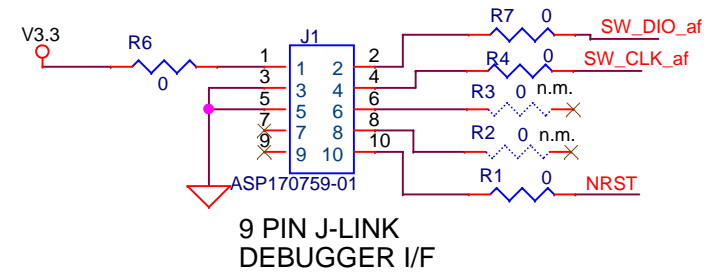 V3.3
R6
0
J1
1
3
5
7
9
1 2
3 4
5 6
7 8
9 10
2
4
6
8
10
ASP170759-01
R7 0
SW_DIO_af
R4 0
SW_CLK_af
R3 0 n.m.
R2 0 n.m.
R1 0
NRST
9 PIN J-LINK
DEBUGGER I/F